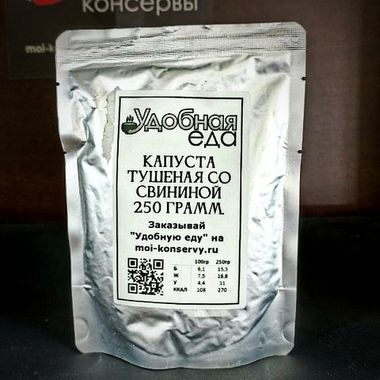 консервы
moi-k
Удобная
еда
КАПУСТА
ТУШЕНАЯ СО
СВИНИНОЙ
250 ГРАММ.
Заказывай
"Удобную еду" на
moi-konservy.ru
100гр 250гр
Б 6,1 15,3
Ж 7,5 18,8
У 4,4 11
ККАЛ 108 270